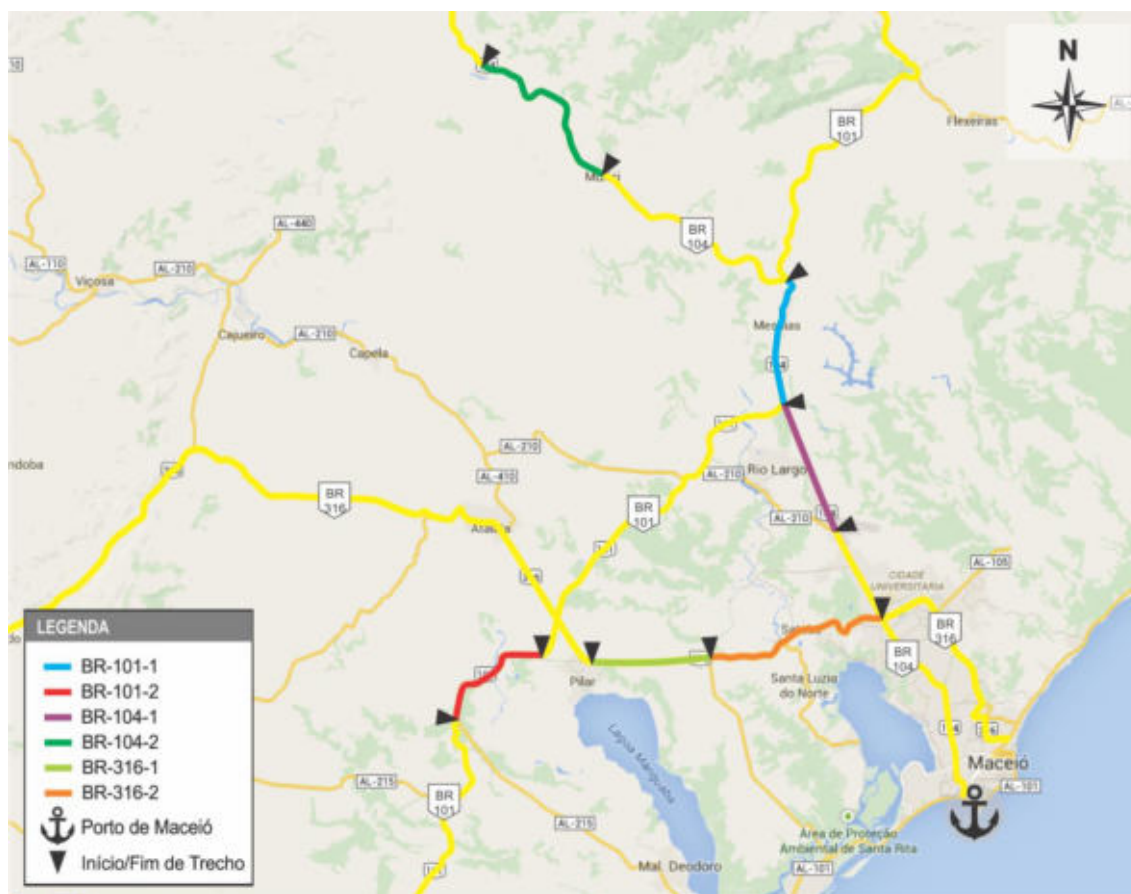 N
BR
101
Flexeiras
BR
104
AL-440
AL-110
Viçosa
AL-210
Cajueiro
AL-210
Capela
AL-210
AL-410
AL-210
Rio Largo
AL-210
BR
316
BR
101
CIDADE
UNIVERSITÁRIA
AL-105
BR
316
BR
104
Pilar
Santa Luzia
do Norte
Lagoa Manguaba
Maceió
AL-101
AL-215
BR
101
AL-215
Mal. Deodoro
Área de Proteção
Ambiental de Santa Rita
AL-101
LEGENDA
BR-101-1
BR-101-2
BR-104-1
BR-104-2
BR-316-1
BR-316-2
Porto de Maceió
Início/Fim de Trecho